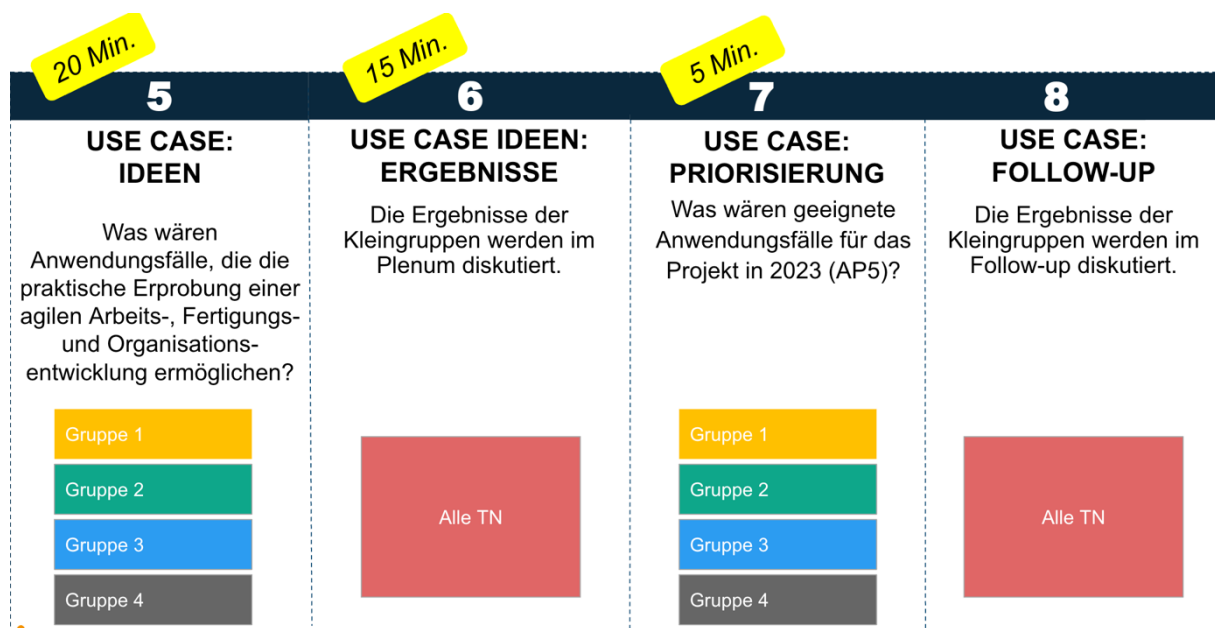 20 Min.
5
USE CASE:
IDEEN
Was wären
Anwendungsfälle, die die
praktische Erprobung einer
agilen Arbeits-, Fertigungs-
und Organisations-
entwicklung ermöglichen?
Gruppe 1
Gruppe 2
Gruppe 3
Gruppe 4
15 Min.
6
USE CASE IDEEN:
ERGEBNISSE
Die Ergebnisse der
Kleingruppen werden im
Plenum diskutiert.
Alle TN
5 Min.
7
USE CASE:
PRIORISIERUNG
Was wären geeignete
Anwendungsfälle für das
Projekt in 2023 (AP5)?
Gruppe 1
Gruppe 2
Gruppe 3
Gruppe 4
8
USE CASE:
FOLLOW-UP
Die Ergebnisse der
Kleingruppen werden im
Follow-up diskutiert.
Alle TN